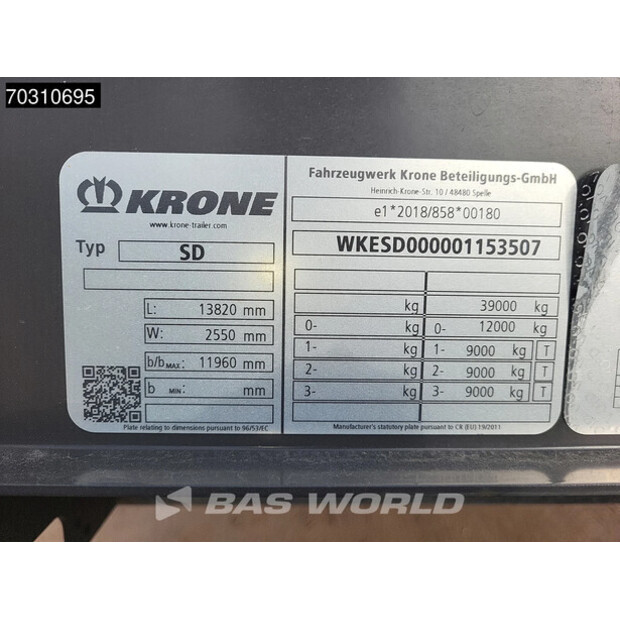 70310695
KRONE
www.krone-trailer.com
Typ SD
L: 13820 mm
W: 2550 mm
b/b MAX: 11960 mm
b MIN: mm
Plate relating to dimensions pursuant to 96/53/EC
Fahrzeugwerk Krone Beteiligungs-GmbH
Heinrich-Krone-Str. 10 / 48480 Spelle
e1*2018/858*00180
WKESD000001153507
kg 39000 kg
0- kg 0- 12000 kg
1- kg 1- 9000 kg T
2- kg 2- 9000 kg T
3- kg 3- 9000 kg T
Manufacturer's statutory plate pursuant to CR (EU) 19/2011
BAS WORLD